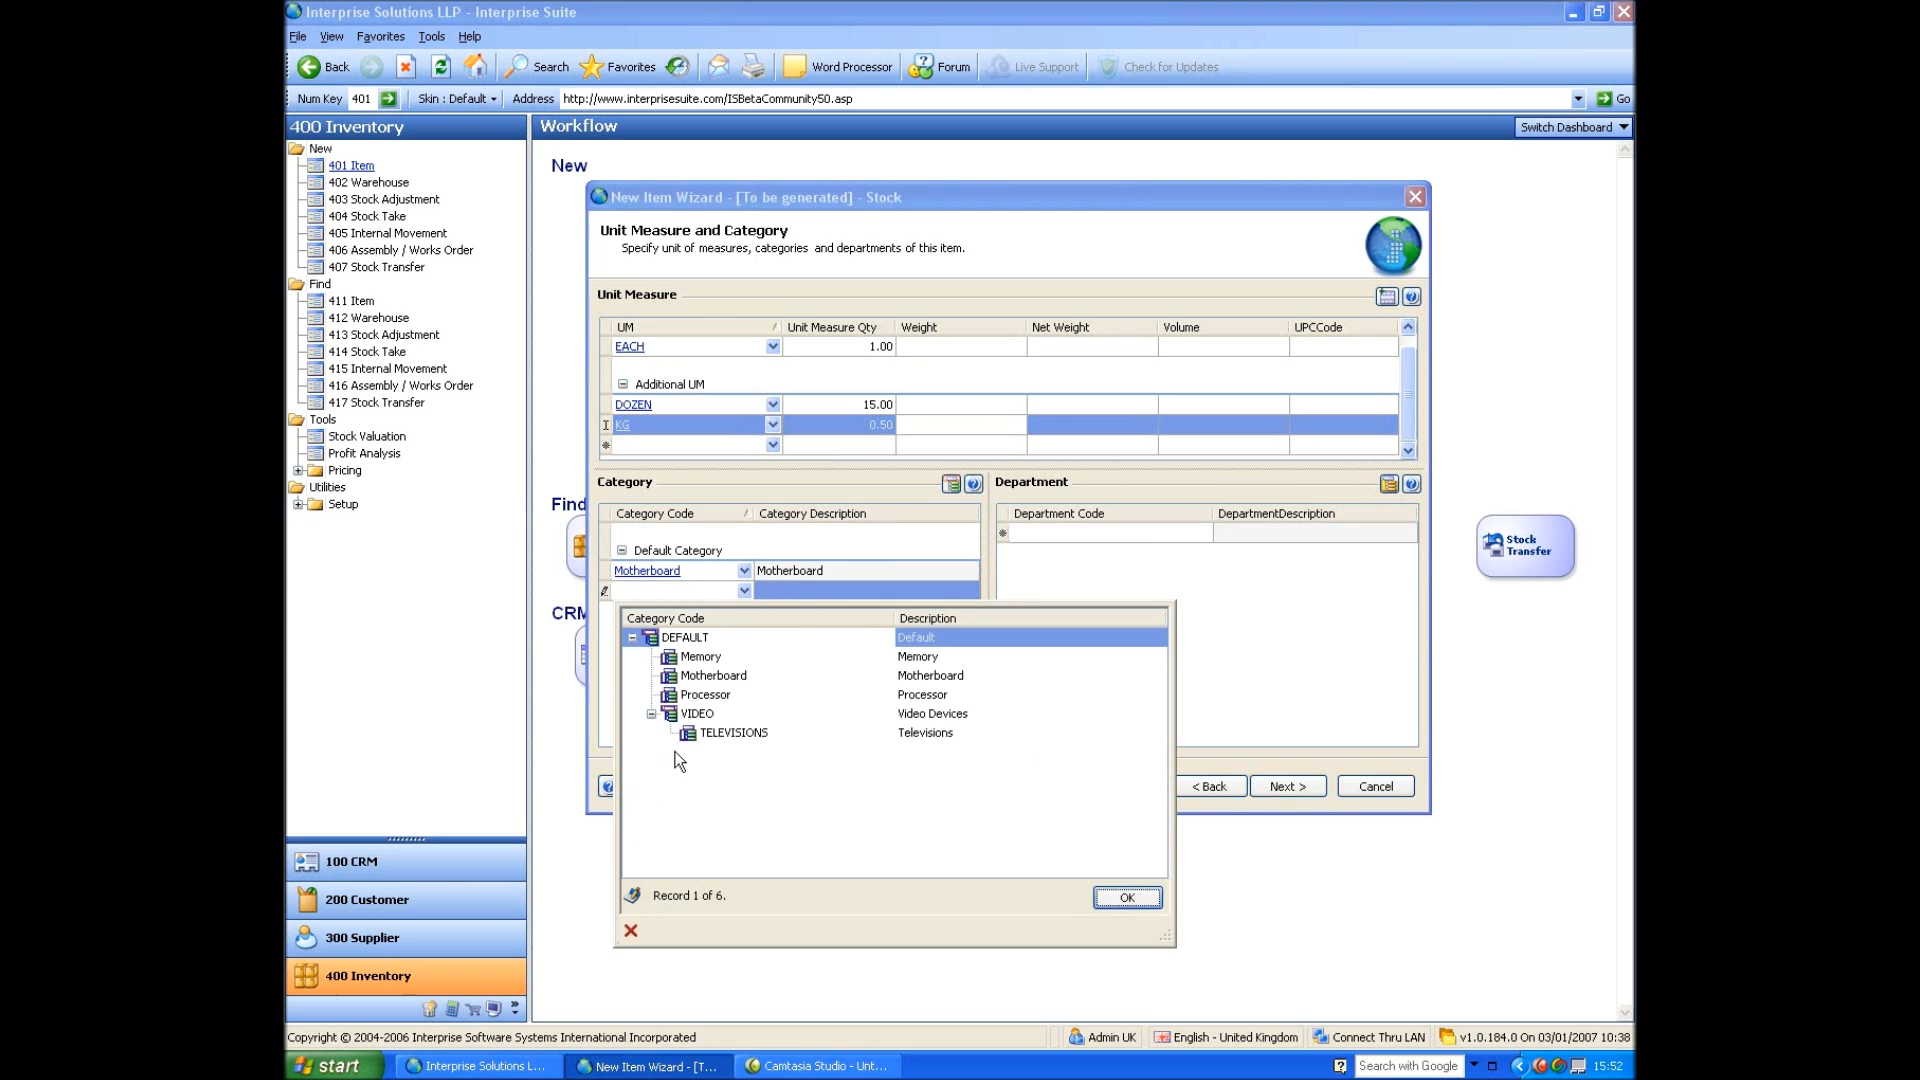 Interprise Solutions LLP - Interprise Suite
File View Favorites Tools Help
Back Search Favorites Word Processor Forum Live Support Check for Updates
Num Key 401 Skin : Default Address http://www.interprisesuite.com/ISBetaCommunity50.asp Go
400 Inventory
New
401 Item
402 Warehouse
403 Stock Adjustment
404 Stock Take
405 Internal Movement
406 Assembly / Works Order
407 Stock Transfer
Find
411 Item
412 Warehouse
413 Stock Adjustment
414 Stock Take
415 Internal Movement
416 Assembly / Works Order
417 Stock Transfer
Tools
Stock Valuation
Profit Analysis
Pricing
Utilities
Setup
100 CRM
200 Customer
300 Supplier
400 Inventory
Workflow Switch Dashboard
New
Find
CRM
Stock
Transfer
New Item Wizard - [To be generated] - Stock
Unit Measure and Category
Specify unit of measures, categories and departments of this item.
Unit Measure
UM Unit Measure Qty Weight Net Weight Volume UPCCode
EACH 1.00
Additional UM
DOZEN 15.00
KG 0.50
Category
Category Code Category Description
Default Category
Motherboard Motherboard
Department
Department Code DepartmentDescription
Category Code Description
DEFAULT Default
Memory Memory
Motherboard Motherboard
Processor Processor
VIDEO Video Devices
TELEVISIONS Televisions
Record 1 of 6.
OK
< Back Next > Cancel
Copyright © 2004-2006 Interprise Software Systems International Incorporated Admin UK English - United Kingdom Connect Thru LAN v1.0.184.0 On 03/01/2007 10:38
start Interprise Solutions L... New Item Wizard - [T... Camtasia Studio - Unt... Search with Google 15:52